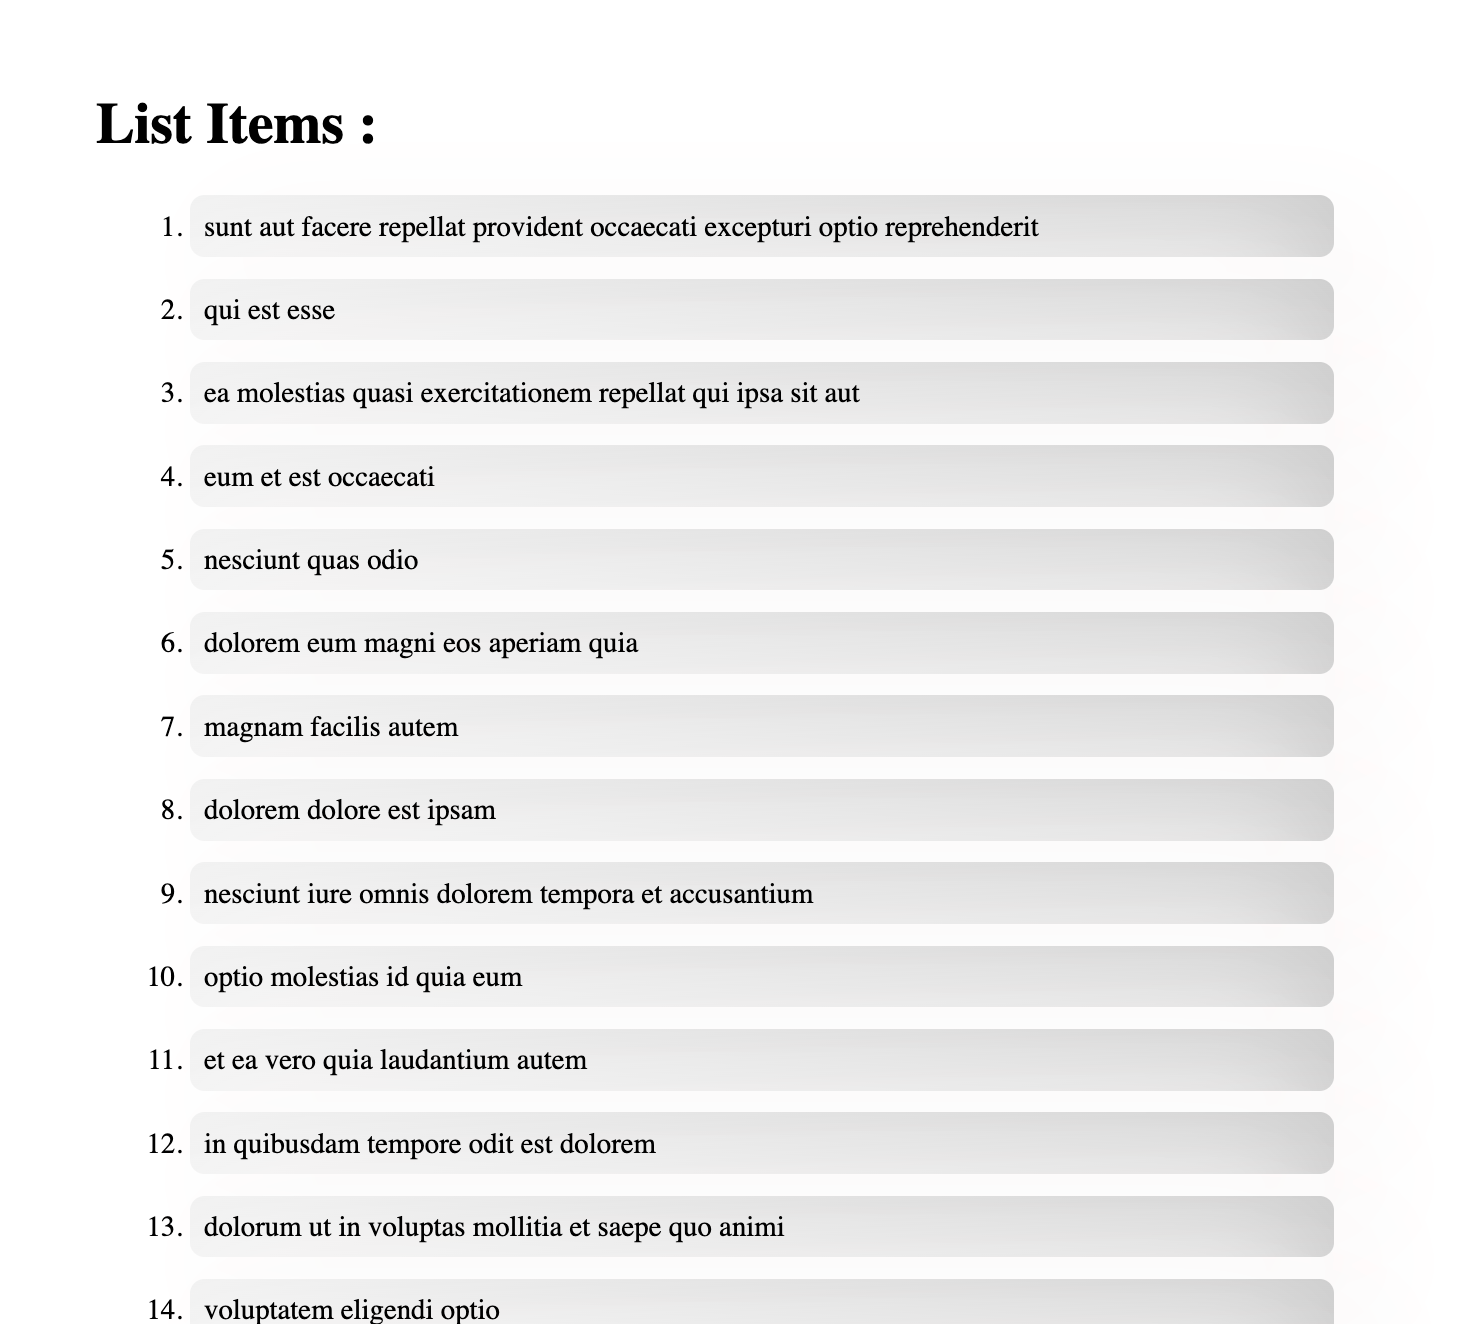 List Items :
1. sunt aut facere repellat provident occaecati excepturi optio reprehenderit
2. qui est esse
3. ea molestias quasi exercitationem repellat qui ipsa sit aut
4. eum et est occaecati
5. nesciunt quas odio
6. dolorem eum magni eos aperiam quia
7. magnam facilis autem
8. dolorem dolore est ipsam
9. nesciunt iure omnis dolorem tempora et accusantium
10. optio molestias id quia eum
11. et ea vero quia laudantium autem
12. in quibusdam tempore odit est dolorem
13. dolorum ut in voluptas mollitia et saepe quo animi
14. voluptatem eligendi optio